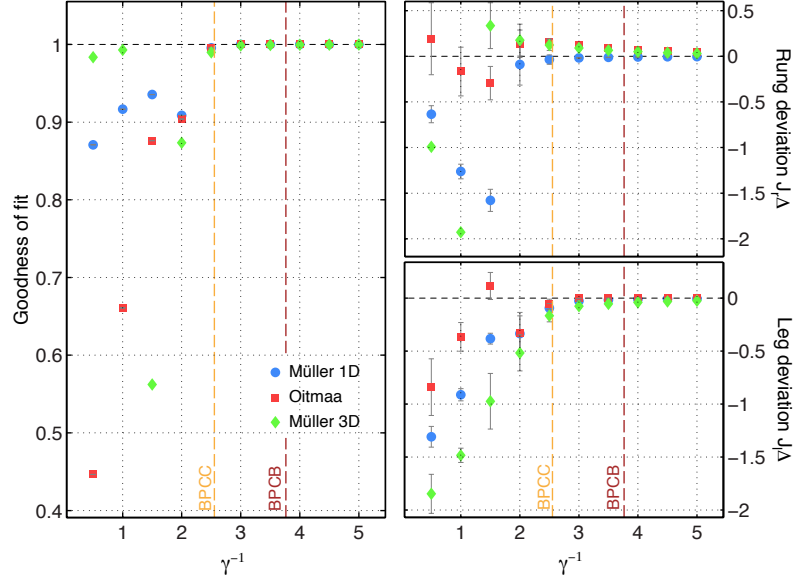 Goodness of fit
1
0.9
0.8
0.7
0.6
0.5
0.4
Müller 1D
Oitmaa
Müller 3D
BPCC
BPCB
1 2 3 4 5
γ⁻¹
0.5
0
−0.5
−1
−1.5
−2
Rung deviation JᵣΔ
BPCC
BPCB
0
−0.5
−1
−1.5
−2
Leg deviation JₗΔ
1 2 3 4 5
γ⁻¹